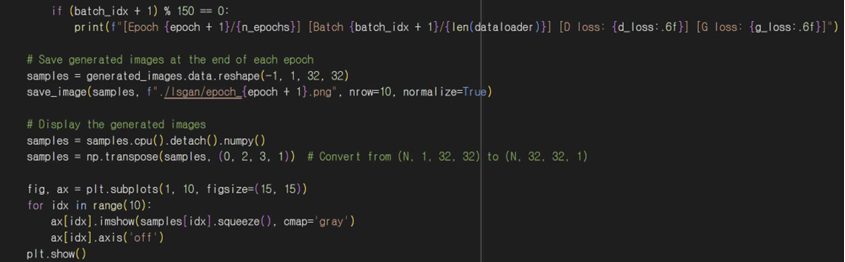 if (batch_idx + 1) % 150 == 0:
print(f"[Epoch {epoch + 1}/{n_epochs}] [Batch {batch_idx + 1}/{len(dataloader)}] [D loss: {d_loss:.6f}] [G loss: {g_loss:.6f}]")
# Save generated images at the end of each epoch
samples = generated_images.data.reshape(-1, 1, 32, 32)
save_image(samples, f"./lsgan/epoch_{epoch + 1}.png", nrow=10, normalize=True)
# Display the generated images
samples = samples.cpu().detach().numpy()
samples = np.transpose(samples, (0, 2, 3, 1))  # Convert from (N, 1, 32, 32) to (N, 32, 32, 1)
fig, ax = plt.subplots(1, 10, figsize=(15, 15))
for idx in range(10):
ax[idx].imshow(samples[idx].squeeze(), cmap='gray')
ax[idx].axis('off')
plt.show()